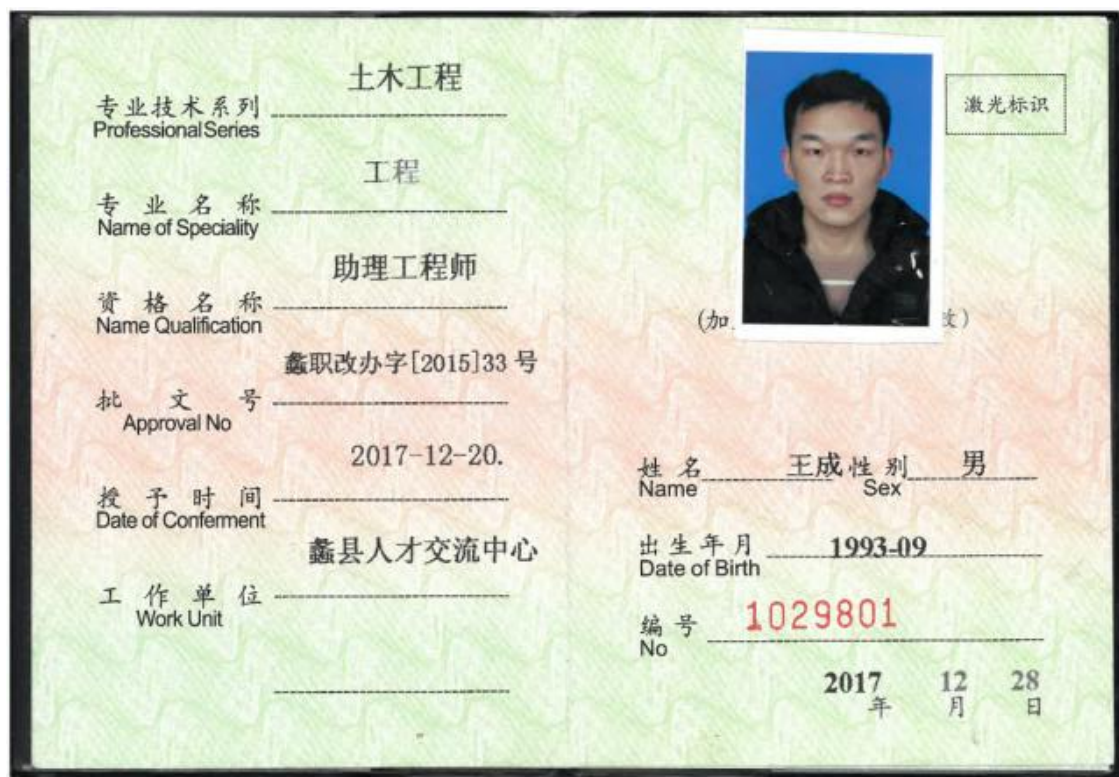 土木工程
专业技术系列
Professional Series
工程
专业名称
Name of Speciality
助理工程师
资格名称
Name Qualification
蠡职改办字[2015]33 号
批文号
Approval No
2017-12-20.
授予时间
Date of Conferment
蠡县人才交流中心
工作单位
Work Unit
激光标识
(加
效)
姓名 王成 性别 男
Name Sex
出生年月 1993-09
Date of Birth
编号 1029801
No
2017 12 28
年 月 日